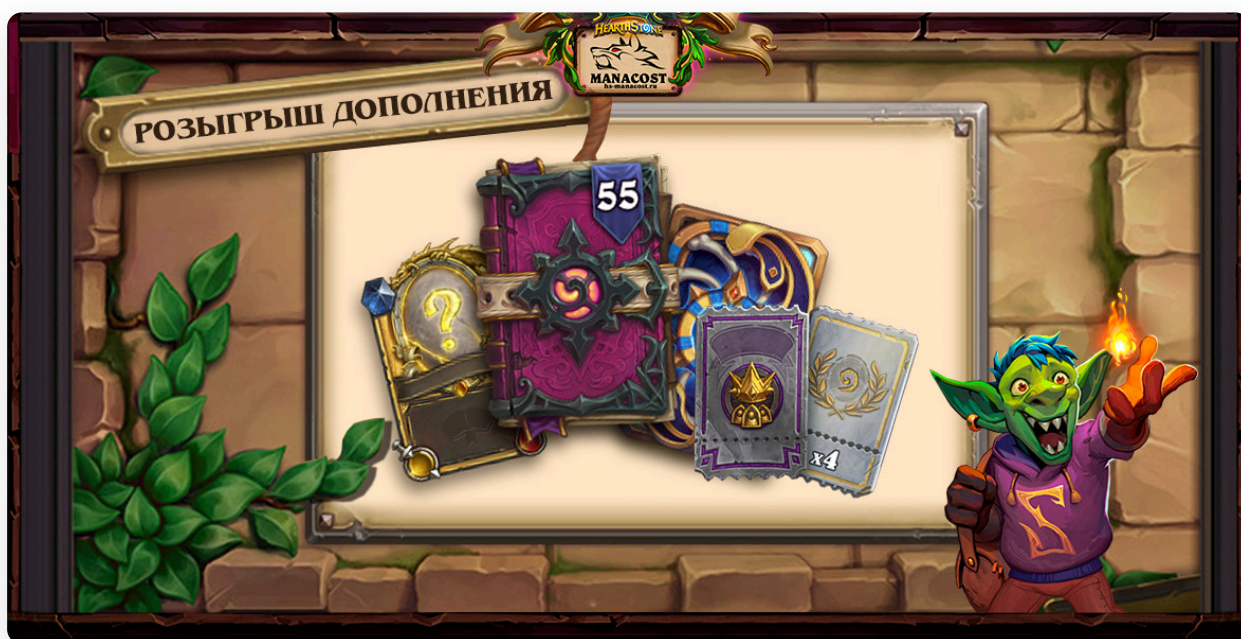 HEARTHSTONE
MANACOST
hs-manacost.ru
РОЗЫГРЫШ ДОПОЛНЕНИЯ
55
?
x4